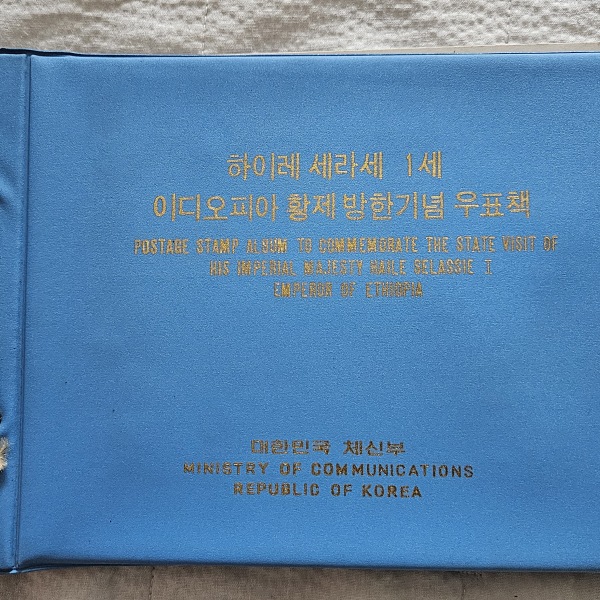 하이레 세라세 1세
이디오피아 황제 방한기념 우표책
POSTAGE STAMP ALBUM TO COMMEMORATE THE STATE VISIT OF
HIS IMPERIAL MAJESTY HAILE SELASSIE I
EMPEROR OF ETHIOPIA
대한민국 체신부
MINISTRY OF COMMUNICATIONS
REPUBLIC OF KOREA